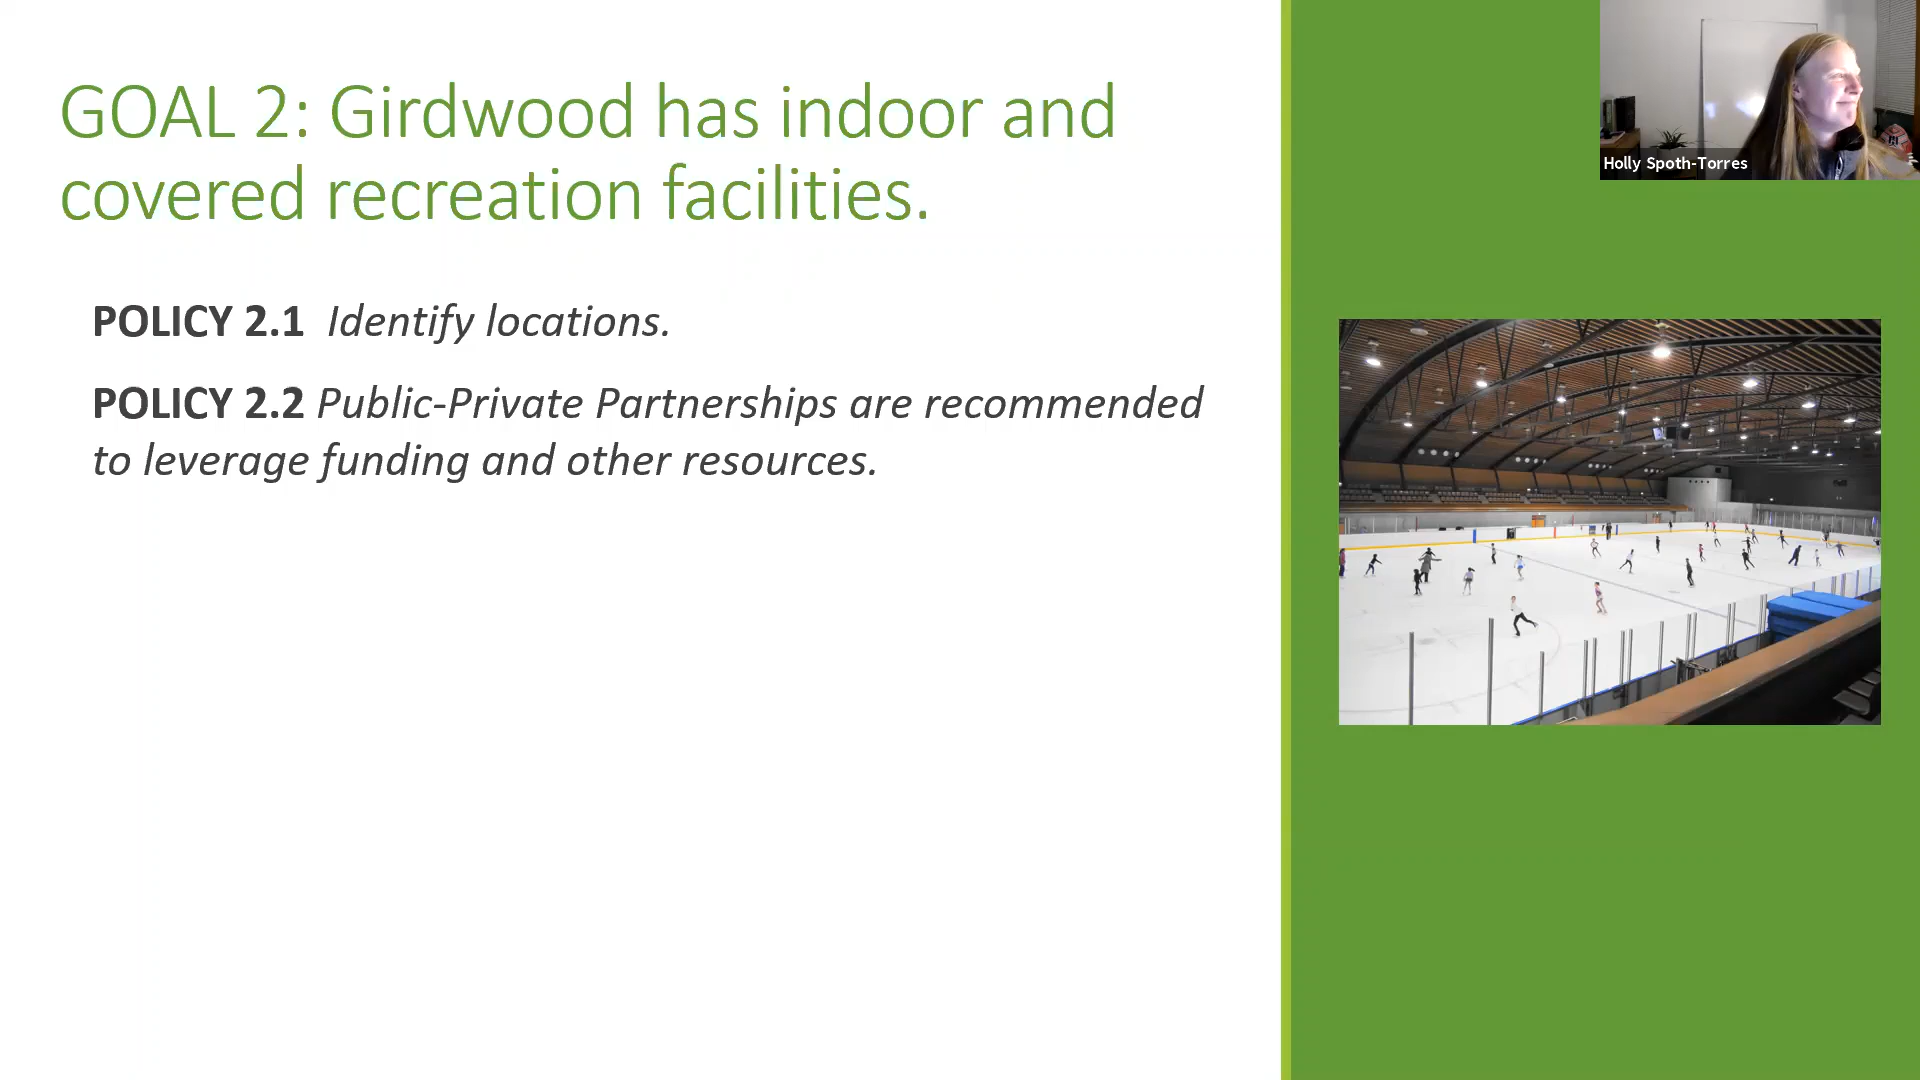 GOAL 2: Girdwood has indoor and
covered recreation facilities.
POLICY 2.1 Identify locations.
POLICY 2.2 Public-Private Partnerships are recommended
to leverage funding and other resources.
Holly Spoth-Torres